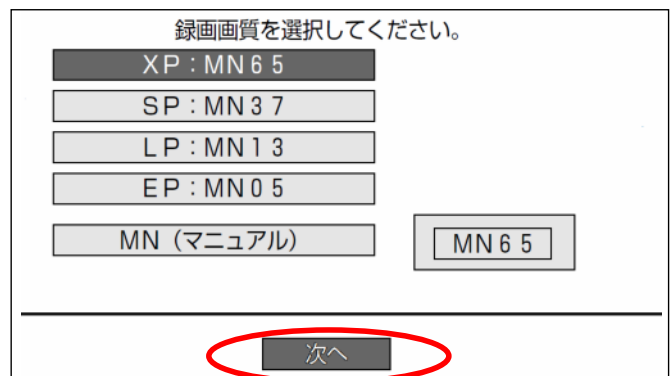 録画画質を選択してください。
ＸＰ：ＭＮ６５
ＳＰ：ＭＮ３７
ＬＰ：ＭＮ１３
ＥＰ：ＭＮ０５
ＭＮ（マニュアル）
ＭＮ６５
次へ